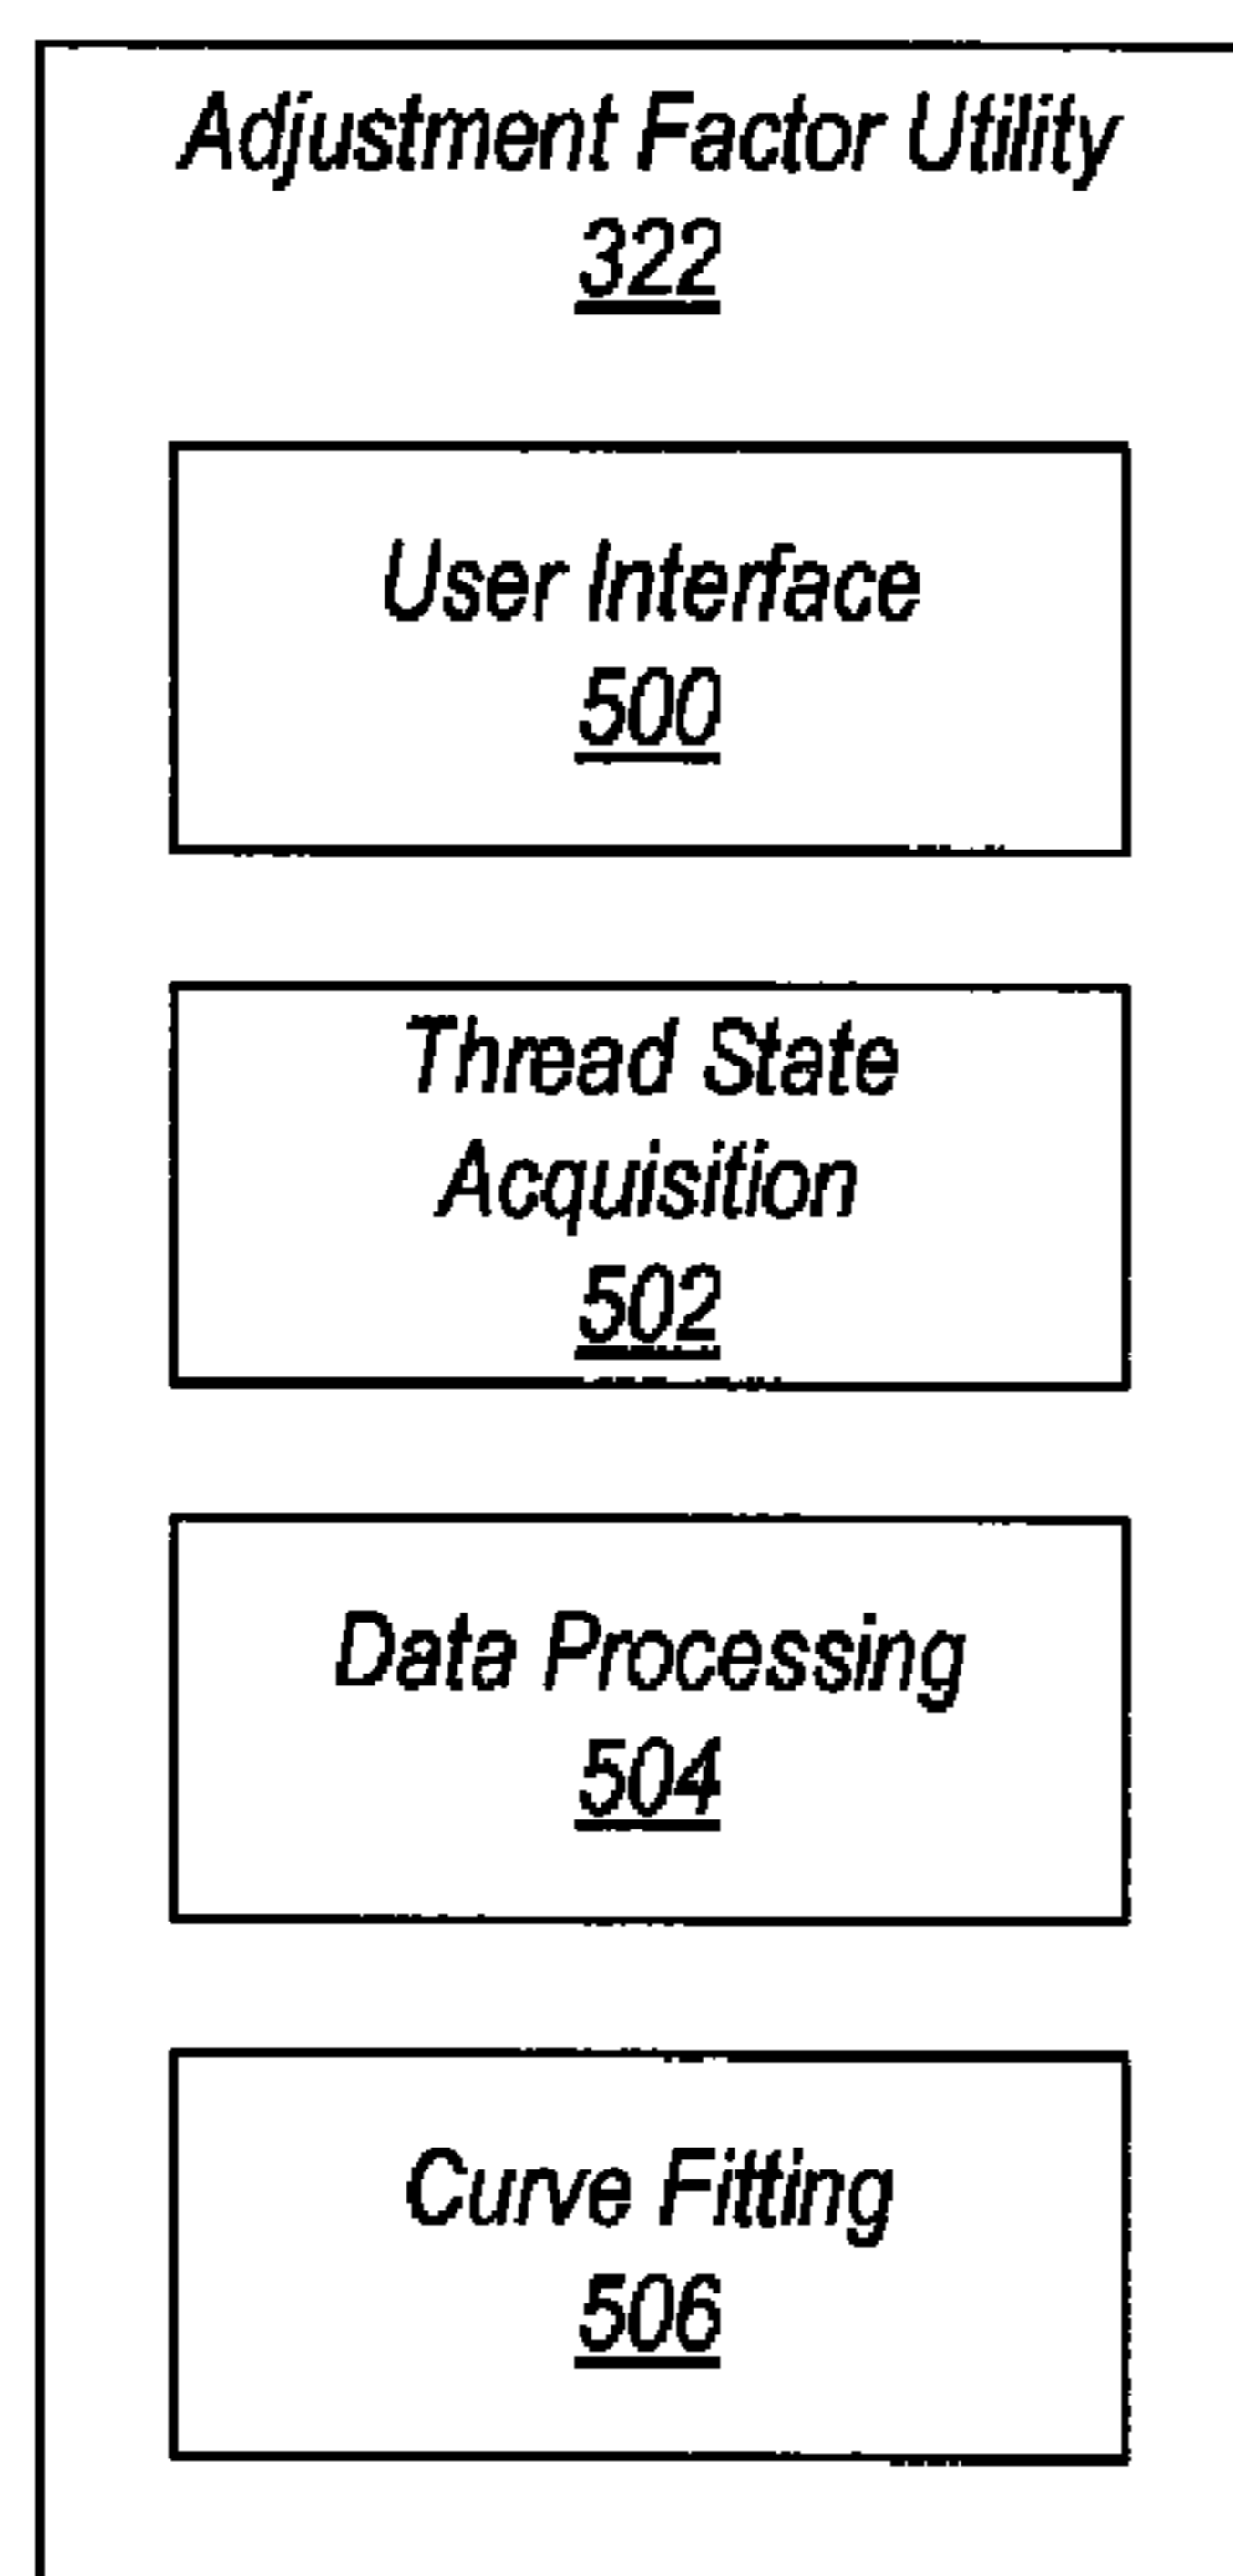 Adjustment Factor Utility
322
User Interface
500
Thread State
Acquisition
502
Data Processing
504
Curve Fitting
506